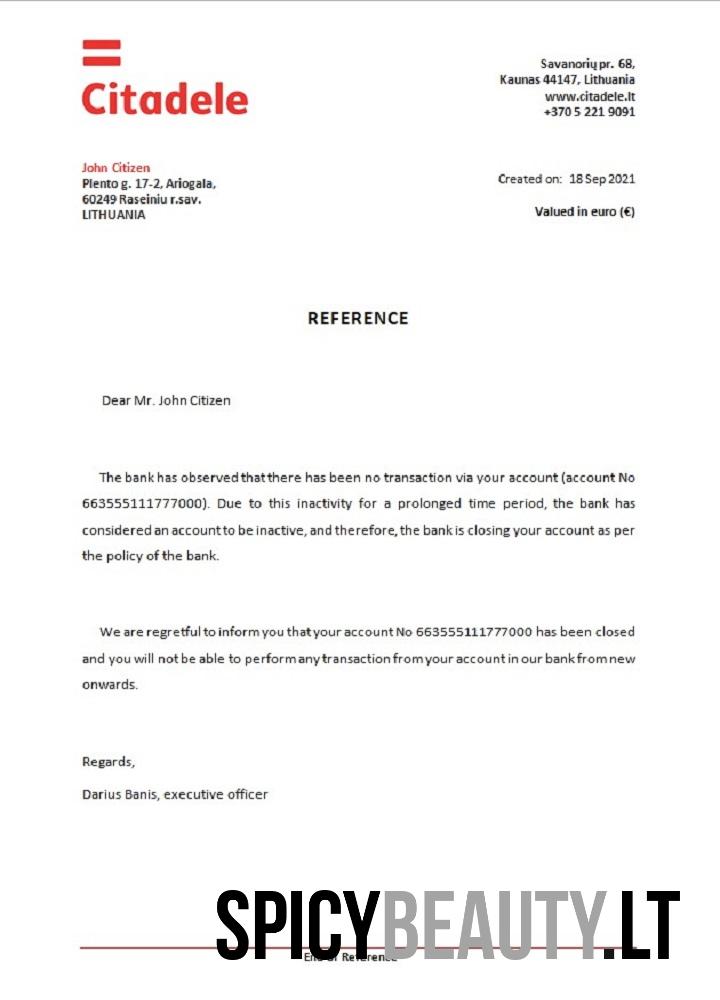 Citadele
Savanorių pr. 68,
Kaunas 44147, Lithuania
www.citadele.lt
+370 5 221 9091
John Citizen
Plento g. 17-2, Ariogala,
60249 Raseiniu r.sav.
LITHUANIA
Created on: 18 Sep 2021
Valued in euro (€)
REFERENCE
Dear Mr. John Citizen
The bank has observed that there has been no transaction via your account (account No
663555111777000). Due to this inactivity for a prolonged time period, the bank has
considered an account to be inactive, and therefore, the bank is closing your account as per
the policy of the bank.
We are regretful to inform you that your account No 663555111777000 has been closed
and you will not be able to perform any transaction from your account in our bank from new
onwards.
Regards,
Darius Banis, executive officer
SPICYBEAUTY.LT
End of Reference